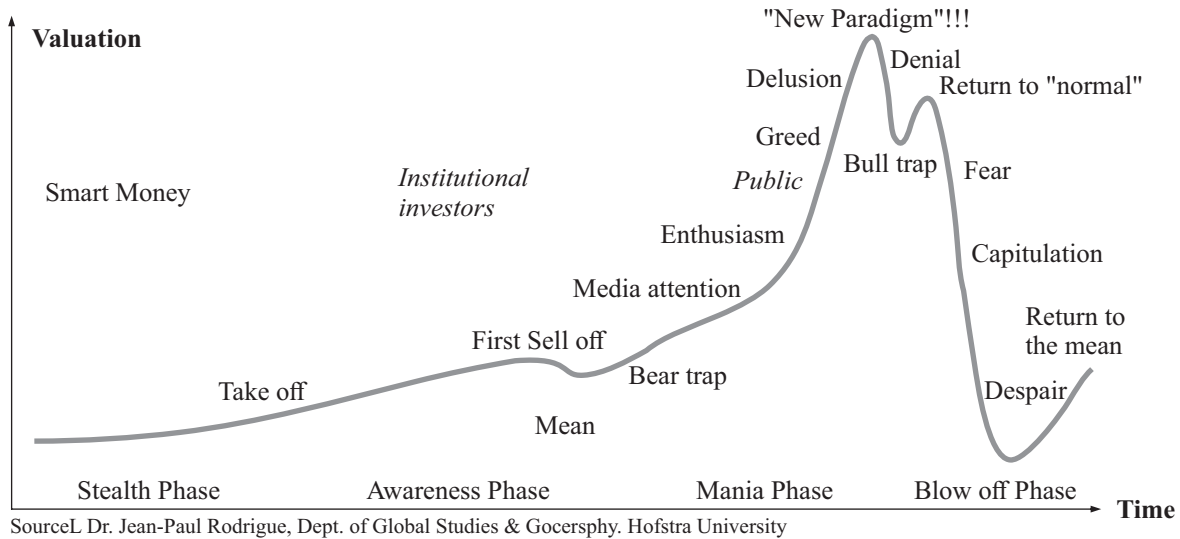 "New Paradigm"!!!
Valuation
Denial
Delusion
Return to "normal"
Greed
Bull trap
Fear
Smart Money
Institutional
investors
Public
Enthusiasm
Capitulation
Media attention
First Sell off
Return to
the mean
Take off
Bear trap
Despair
Mean
Stealth Phase
Awareness Phase
Mania Phase
Blow off Phase
Time
SourceL Dr. Jean-Paul Rodrigue, Dept. of Global Studies & Gocersphy. Hofstra University